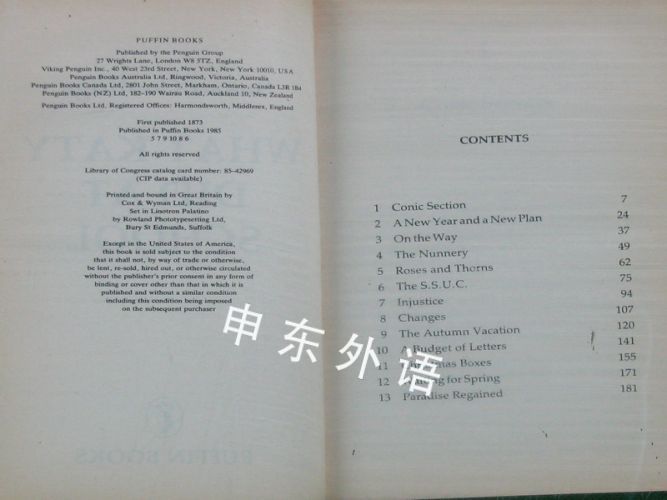 PUFFIN BOOKS
Published by the Penguin Group
27 Wrights Lane, London W8 5TZ, England
Viking Penguin Inc., 40 West 23rd Street, New York, New York 10010, USA
Penguin Books Australia Ltd, Ringwood, Victoria, Australia
Penguin Books Canada Ltd, 2801 John Street, Markham, Ontario, Canada L3R 1B4
Penguin Books (NZ) Ltd, 182–190 Wairau Road, Auckland 10, New Zealand
Penguin Books Ltd, Registered Offices: Harmondsworth, Middlesex, England
First published 1873
Published in Puffin Books 1985
5 7 9 10 8 6
All rights reserved
Library of Congress catalog card number: 85-42969
(CIP data available)
Printed and bound in Great Britain by
Cox & Wyman Ltd, Reading
Set in Linotron Palatino
by Rowland Phototypesetting Ltd,
Bury St Edmunds, Suffolk
Except in the United States of America,
this book is sold subject to the condition
that it shall not, by way of trade or otherwise,
be lent, re-sold, hired out, or otherwise circulated
without the publisher's prior consent in any form of
binding or cover other than that in which it is
published and without a similar condition
including this condition being imposed
on the subsequent purchaser
PUFFIN BOOKS
CONTENTS
1 Conic Section 7
2 A New Year and a New Plan 24
3 On the Way 37
4 The Nunnery 49
5 Roses and Thorns 62
6 The S.S.U.C. 75
7 Injustice 94
8 Changes 107
9 The Autumn Vacation 120
10 A Budget of Letters 141
11 Christmas Boxes 155
12 Waiting for Spring 171
13 Paradise Regained 181
申东外语